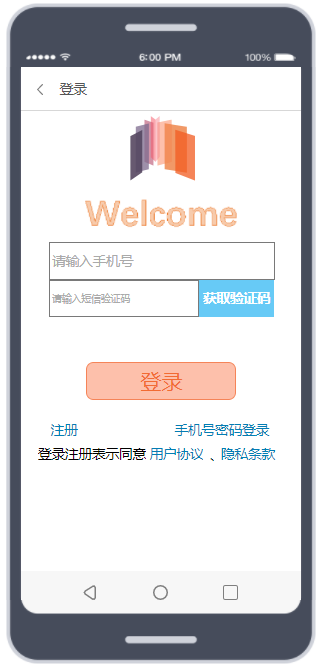 6:00 PM 100%
登录
Welcome
请输入手机号
请输入短信验证码 获取验证码
登录
注册 手机号密码登录
登录注册表示同意 用户协议 、隐私条款